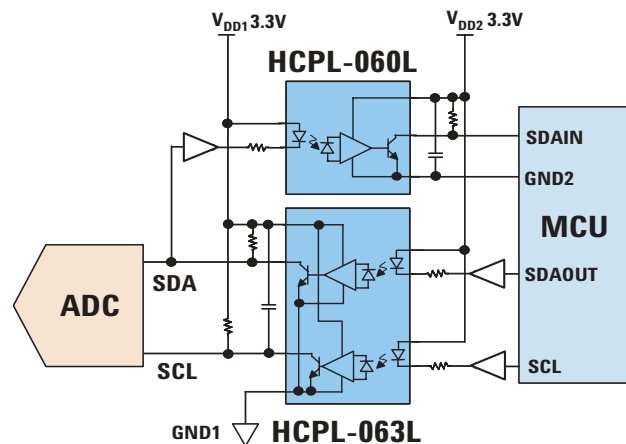 VDD1 3.3V
VDD2 3.3V
HCPL-060L
SDAIN
GND2
MCU
ADC
SDA
SDAOUT
SCL
SCL
GND1
HCPL-063L